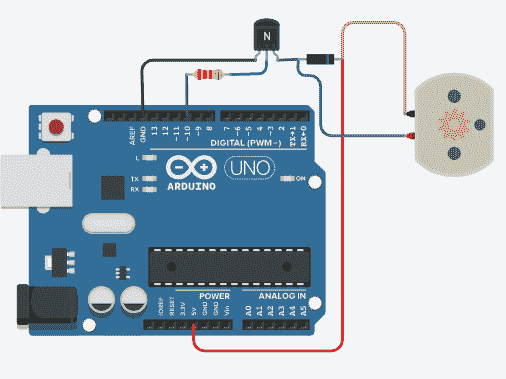 N
AREF
GND
13
12
~11
~10
~9
8
7
~6
~5
4
~3
2
TX→1
RX←0
DIGITAL (PWM~)
L
TX
RX
UNO
ON
ARDUINO
POWER
ANALOG IN
IOREF
RESET
3.3V
5V
GND
GND
Vin
A0
A1
A2
A3
A4
A5